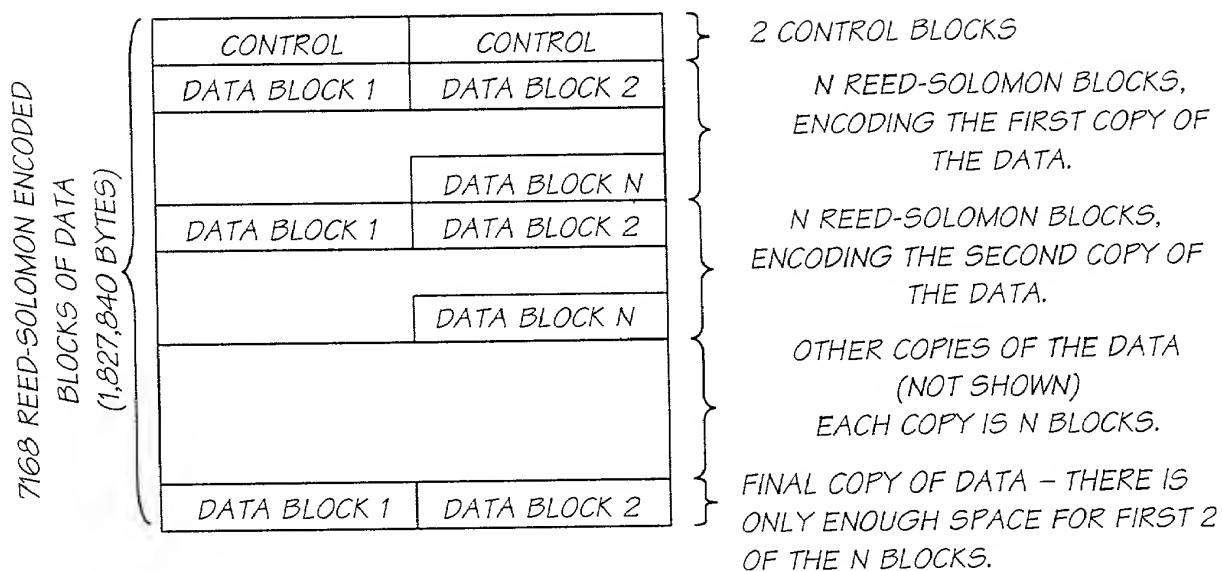 7168 REED-SOLOMON ENCODED
BLOCKS OF DATA
(1,827,840 BYTES)
CONTROL CONTROL
DATA BLOCK 1 DATA BLOCK 2
DATA BLOCK N
DATA BLOCK 1 DATA BLOCK 2
DATA BLOCK N
DATA BLOCK 1 DATA BLOCK 2
2 CONTROL BLOCKS
N REED-SOLOMON BLOCKS,
ENCODING THE FIRST COPY OF
THE DATA.
N REED-SOLOMON BLOCKS,
ENCODING THE SECOND COPY OF
THE DATA.
OTHER COPIES OF THE DATA
(NOT SHOWN)
EACH COPY IS N BLOCKS.
FINAL COPY OF DATA – THERE IS
ONLY ENOUGH SPACE FOR FIRST 2
OF THE N BLOCKS.